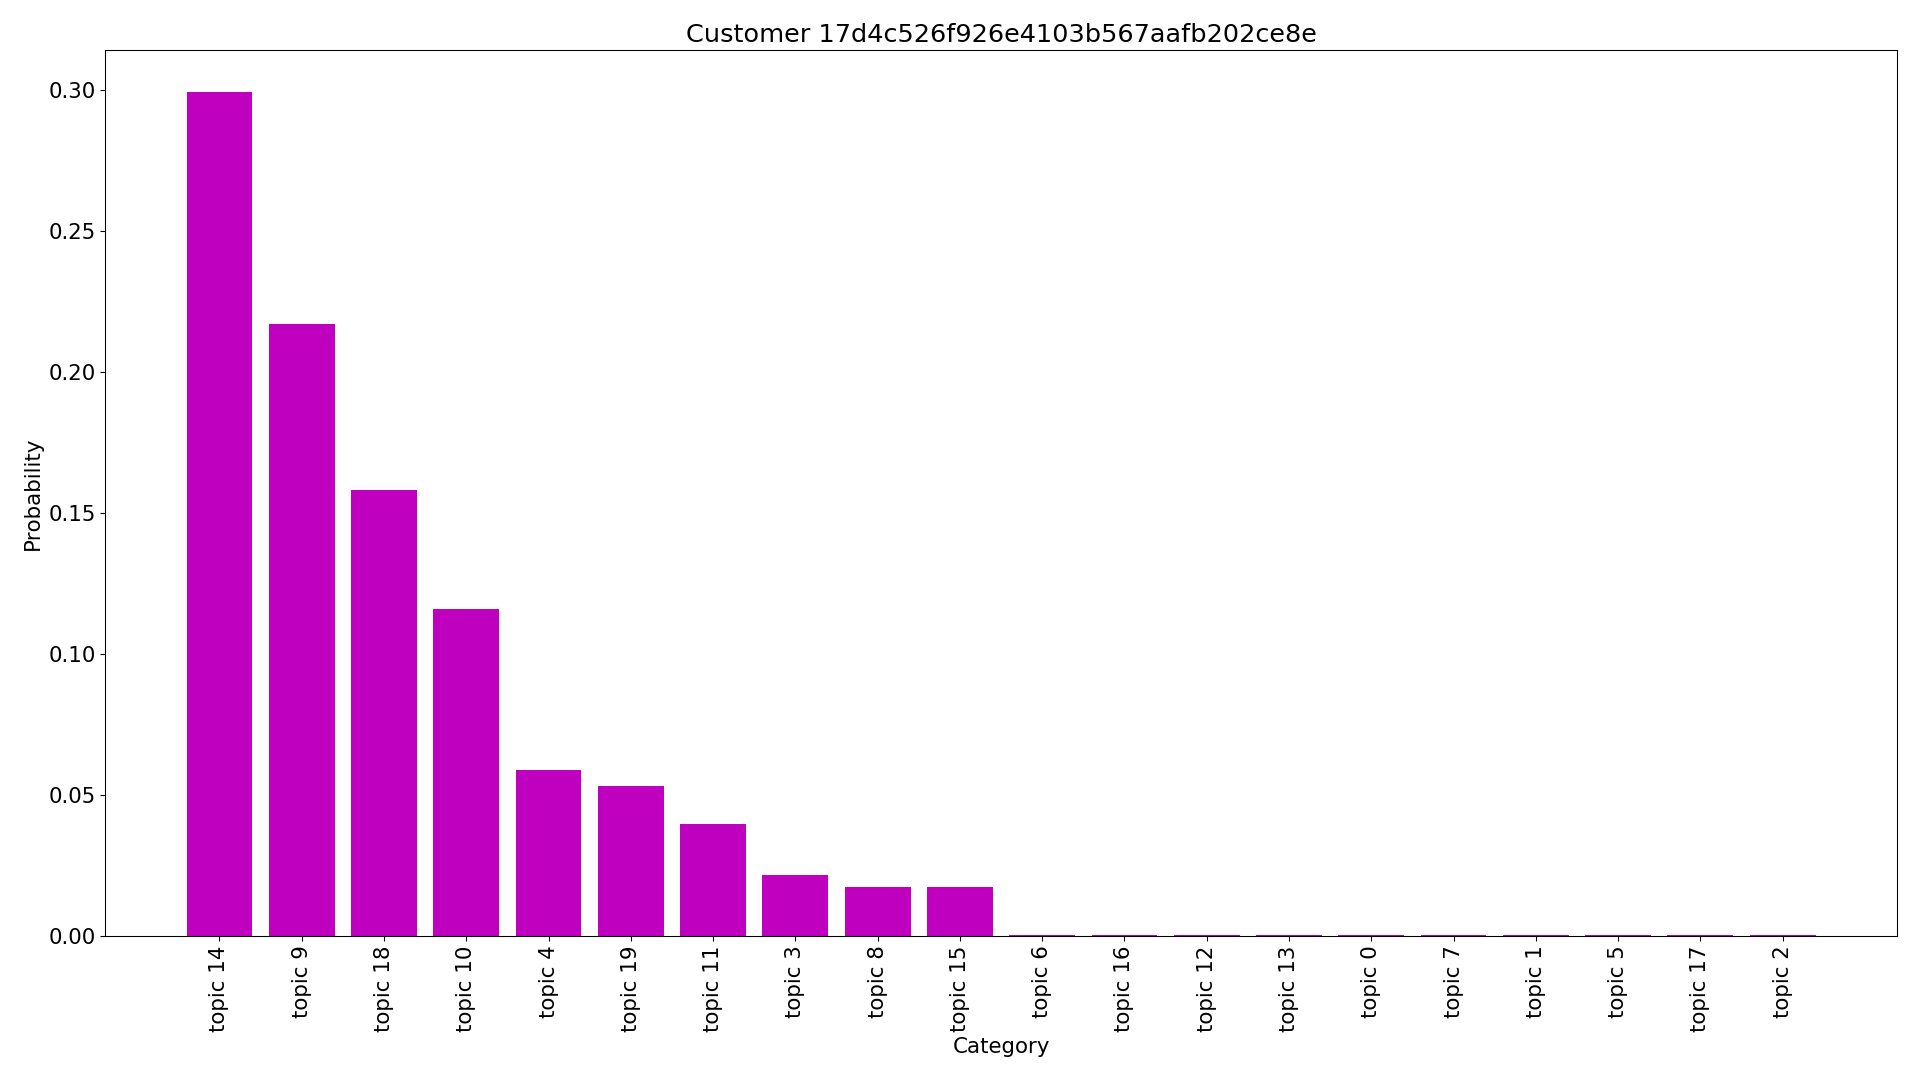 Customer 17d4c526f926e4103b567aafb202ce8e
0.30
0.25
0.20
0.15
0.10
0.05
0.00
Probability
topic 14
topic 9
topic 18
topic 10
topic 4
topic 19
topic 11
topic 3
topic 8
topic 15
topic 6
topic 16
topic 12
topic 13
topic 0
topic 7
topic 1
topic 5
topic 17
topic 2
Category